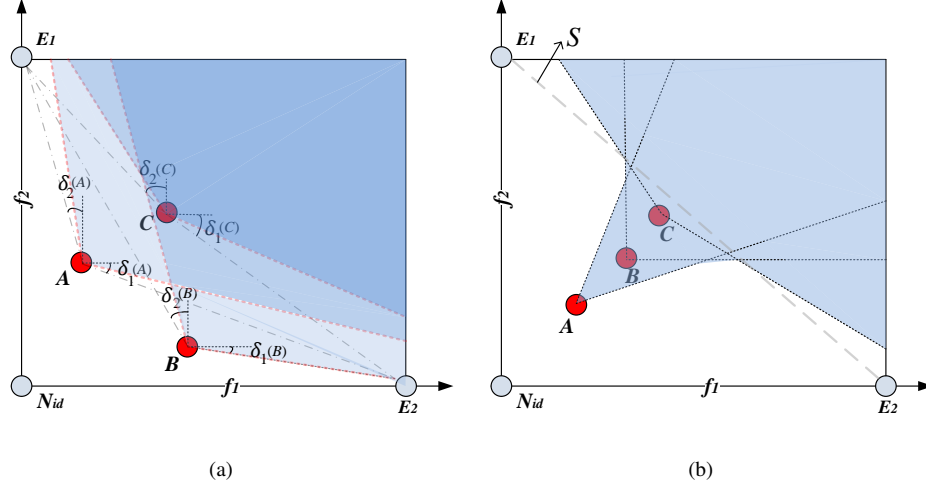 E1
δ2(A)
δ2(C)
f2
C
δ1(C)
A
δ1(A)
δ2(B)
B
δ1(B)
Nid
f1
E2
(a)
E1
S
f2
C
B
A
Nid
f1
E2
(b)